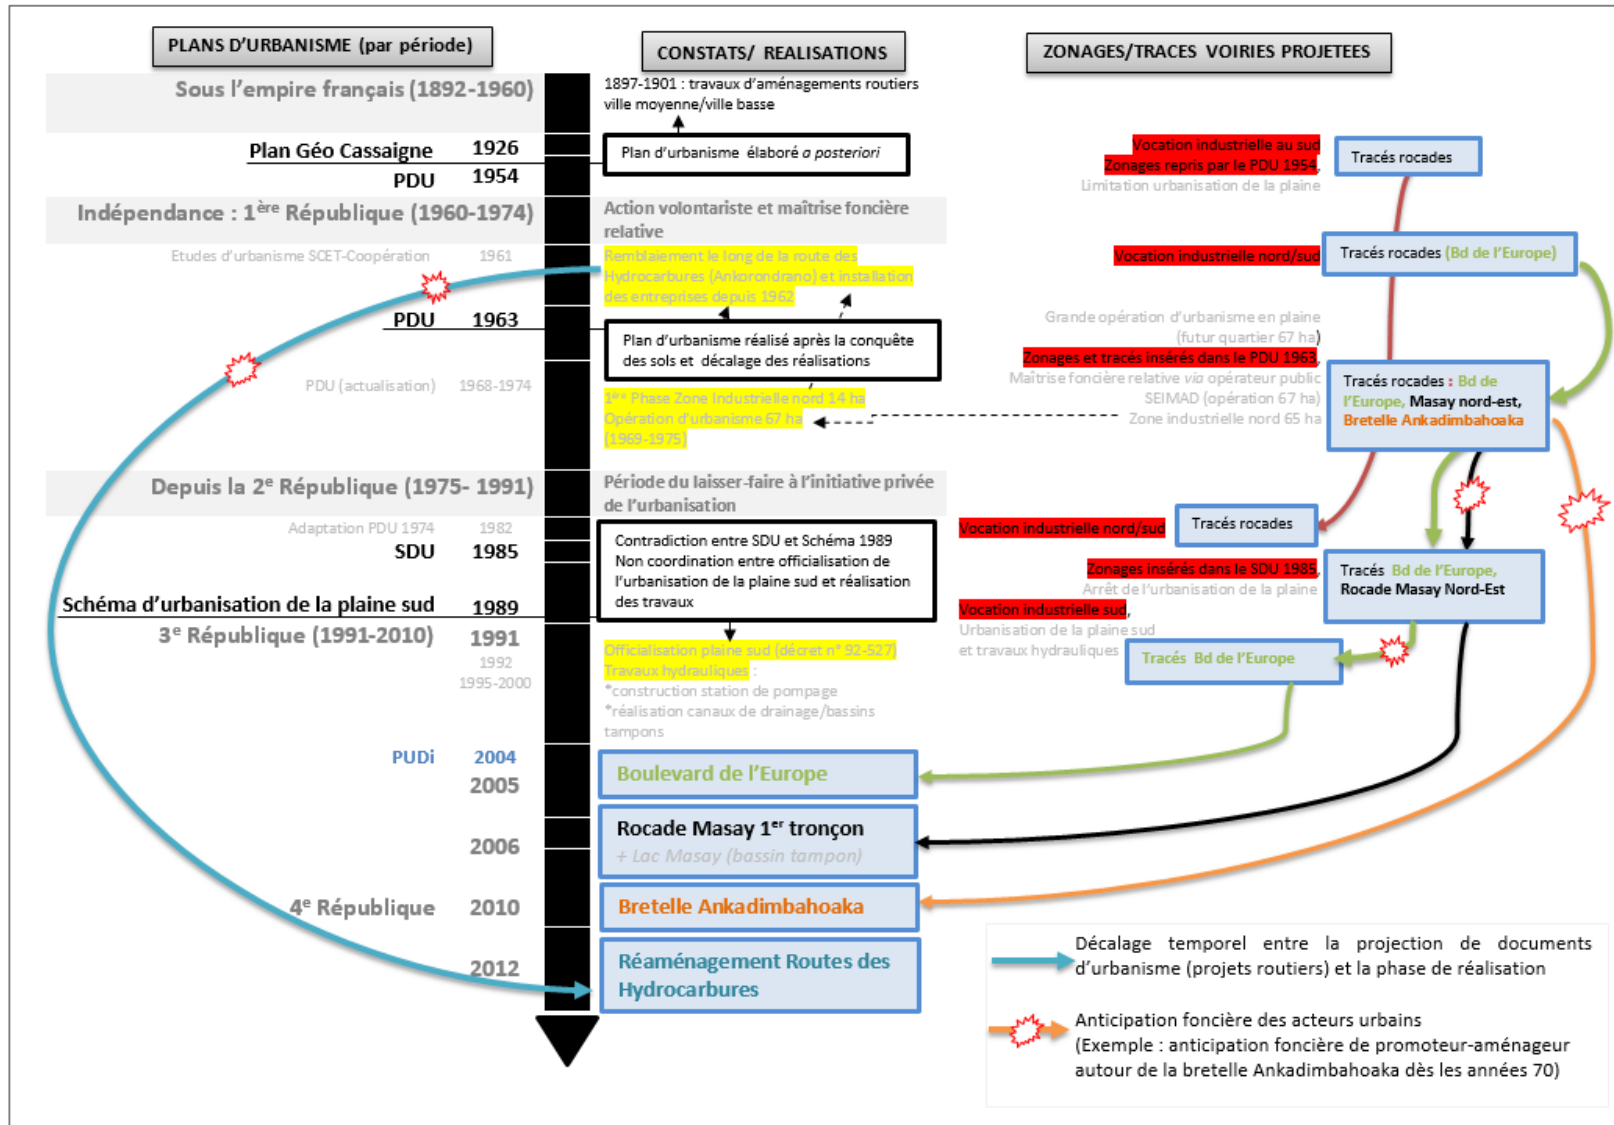 PLANS D'URBANISME (par période)
CONSTATS/ REALISATIONS
ZONAGES/TRACES VOIRIES PROJETEES
Sous l'empire français (1892-1960)
1897-1901 : travaux d'aménagements routiers
ville moyenne/ville basse
Plan Géo Cassaigne 1926
PDU 1954
Plan d'urbanisme élaboré a posteriori
Vocation industrielle au sud
Zonages repris par le PDU 1954,
Limitation urbanisation de la plaine
Tracés rocades
Indépendance : 1ère République (1960-1974)
Action volontariste et maîtrise foncière
relative
Etudes d'urbanisme SCET-Coopération 1961
Remblaiement le long de la route des
Hydrocarbures (Ankorondrano) et installation
des entreprises depuis 1962
Vocation industrielle nord/sud
Tracés rocades (Bd de l'Europe)
PDU 1963
Plan d'urbanisme réalisé après la conquête
des sols et décalage des réalisations
Grande opération d'urbanisme en plaine
(futur quartier 67 ha)
Zonages et tracés insérés dans le PDU 1963,
Maîtrise foncière relative via opérateur public
SEIMAD (opération 67 ha)
Zone industrielle nord 65 ha
Tracés rocades : Bd de
l'Europe, Masay nord-est,
Bretelle Ankadimbahoaka
PDU (actualisation) 1968-1974
1ère Phase Zone Industrielle nord 14 ha
Opération d'urbanisme 67 ha
(1969-1975)
Depuis la 2e République (1975- 1991)
Période du laisser-faire à l'initiative privée
de l'urbanisation
Adaptation PDU 1974 1982
SDU 1985
Contradiction entre SDU et Schéma 1989
Non coordination entre officialisation de
l'urbanisation de la plaine sud et réalisation
des travaux
Vocation industrielle nord/sud
Tracés rocades
Zonages insérés dans le SDU 1985,
Arrêt de l'urbanisation de la plaine
Tracés Bd de l'Europe,
Rocade Masay Nord-Est
Schéma d'urbanisation de la plaine sud 1989
Vocation industrielle sud,
Urbanisation de la plaine sud
et travaux hydrauliques
Tracés Bd de l'Europe
3e République (1991-2010) 1991
1992
1995-2000
Officialisation plaine sud (décret n° 92-527)
Travaux hydrauliques :
*construction station de pompage
*réalisation canaux de drainage/bassins
tampons
PUDi 2004
2005
Boulevard de l'Europe
2006
Rocade Masay 1er tronçon
+ Lac Masay (bassin tampon)
4e République 2010
Bretelle Ankadimbahoaka
2012
Réaménagement Routes des
Hydrocarbures
Décalage temporel entre la projection de documents
d'urbanisme (projets routiers) et la phase de réalisation
Anticipation foncière des acteurs urbains
(Exemple : anticipation foncière de promoteur-aménageur
autour de la bretelle Ankadimbahoaka dès les années 70)